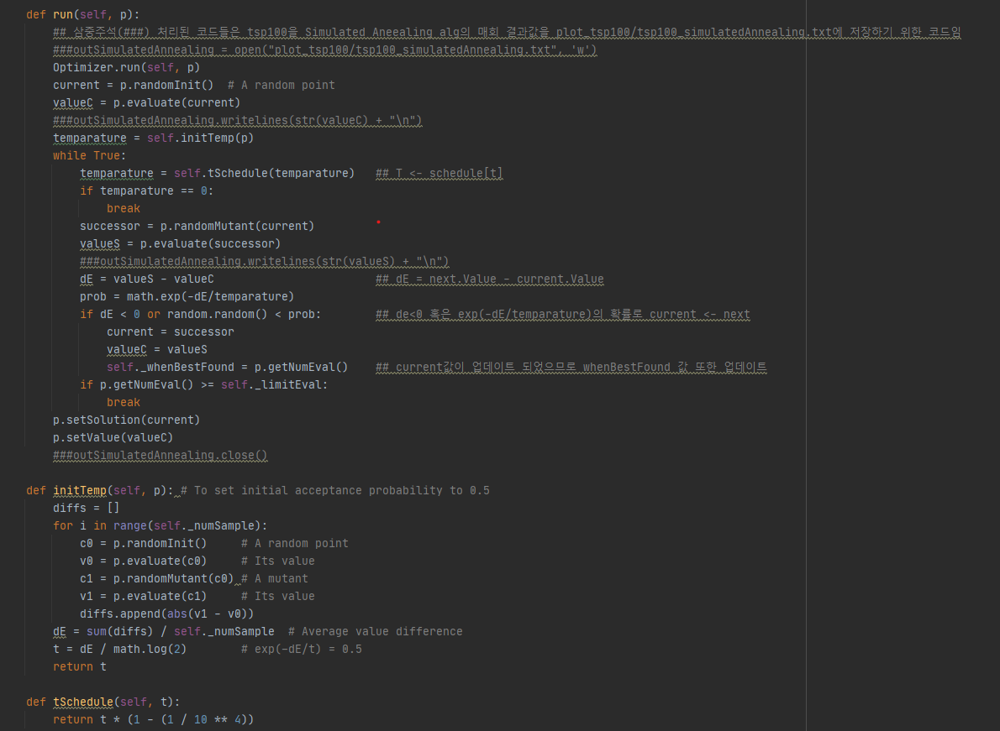 def run(self, p):
## 삼중주석(###) 처리된 코드들은 tsp100을 Simulated Aneealing alg의 매회 결과값을 plot_tsp100/tsp100_simulatedAnnealing.txt에 저장하기 위한 코드임
###outSimulatedAnnealing = open("plot_tsp100/tsp100_simulatedAnnealing.txt", 'w')
Optimizer.run(self, p)
current = p.randomInit()  # A random point
valueC = p.evaluate(current)
###outSimulatedAnnealing.writelines(str(valueC) + "\n")
temparature = self.initTemp(p)
while True:
temparature = self.tSchedule(temparature)   ## T <- schedule[t]
if temparature == 0:
break
successor = p.randomMutant(current)
valueS = p.evaluate(successor)
###outSimulatedAnnealing.writelines(str(valueS) + "\n")
dE = valueS - valueC                        ## dE = next.Value - current.Value
prob = math.exp(-dE/temparature)
if dE < 0 or random.random() < prob:        ## de<0 혹은 exp(-dE/temparature)의 확률로 current <- next
current = successor
valueC = valueS
self._whenBestFound = p.getNumEval()    ## current값이 업데이트 되었으므로 whenBestFound 값 또한 업데이트
if p.getNumEval() >= self._limitEval:
break
p.setSolution(current)
p.setValue(valueC)
###outSimulatedAnnealing.close()
def initTemp(self, p): # To set initial acceptance probability to 0.5
diffs = []
for i in range(self._numSample):
c0 = p.randomInit()     # A random point
v0 = p.evaluate(c0)     # Its value
c1 = p.randomMutant(c0) # A mutant
v1 = p.evaluate(c1)     # Its value
diffs.append(abs(v1 - v0))
dE = sum(diffs) / self._numSample  # Average value difference
t = dE / math.log(2)        # exp(-dE/t) = 0.5
return t
def tSchedule(self, t):
return t * (1 - (1 / 10 ** 4))